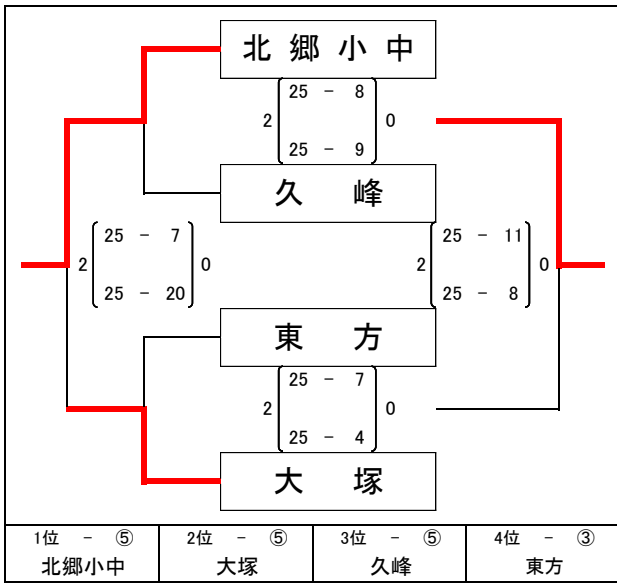 北郷小中
25 - 8
2 0
25 - 9
久峰
25 - 7
2 0
25 - 20
25 - 11
2 0
25 - 8
東方
25 - 7
2 0
25 - 4
大塚
1位 - ⑤ 2位 - ⑤ 3位 - ⑤ 4位 - ③
北郷小中 大塚 久峰 東方